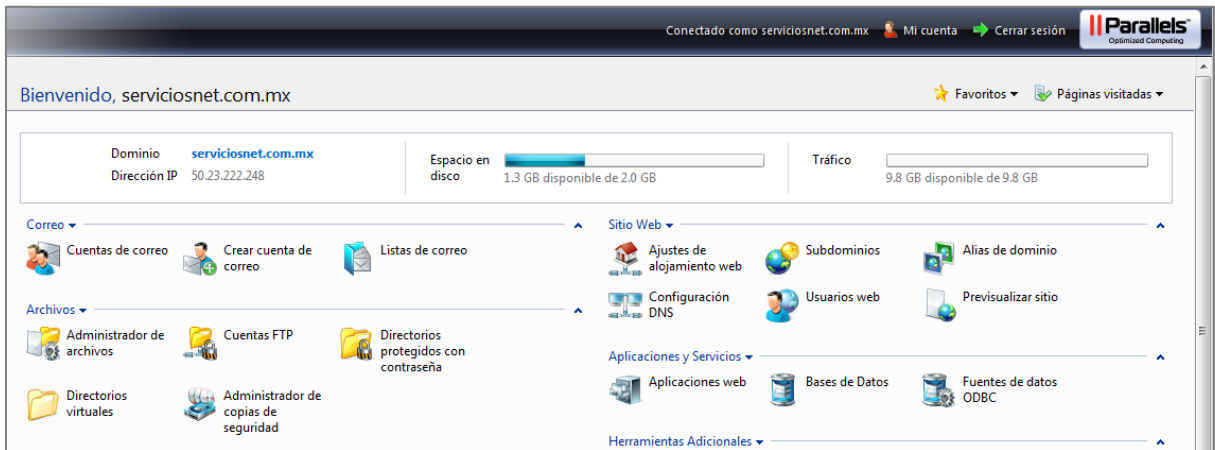 Conectado como serviciosnet.com.mx Mi cuenta Cerrar sesión
Parallels™
Optimized Computing
Bienvenido, serviciosnet.com.mx
Favoritos Páginas visitadas
Dominio serviciosnet.com.mx
Dirección IP 50.23.222.248
Espacio en
disco
1.3 GB disponible de 2.0 GB
Tráfico
9.8 GB disponible de 9.8 GB
Correo
Cuentas de correo
Crear cuenta de
correo
Listas de correo
Archivos
Administrador de
archivos
Cuentas FTP
Directorios
protegidos con
contraseña
Directorios
virtuales
Administrador de
copias de
seguridad
Sitio Web
Ajustes de
alojamiento web
Subdominios
Alias de dominio
Configuración
DNS
Usuarios web
Previsualizar sitio
Aplicaciones y Servicios
Aplicaciones web
Bases de Datos
Fuentes de datos
ODBC
Herramientas Adicionales